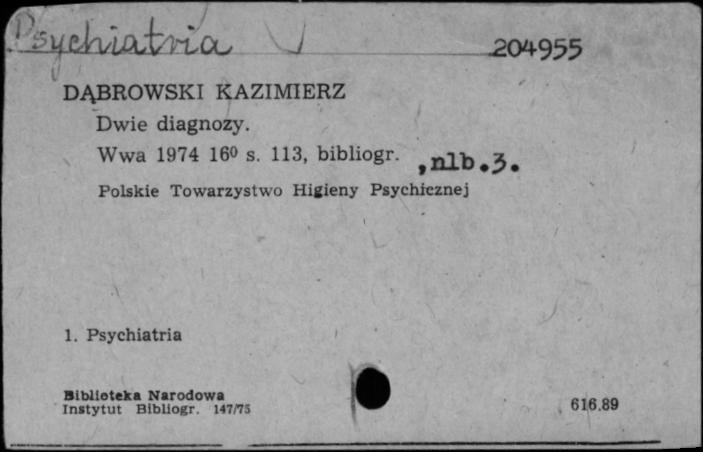 Psychiatria
204955
DĄBROWSKI KAZIMIERZ
Dwie diagnozy.
Wwa 1974 16⁰ s. 113, bibliogr. , nlb. 3.
Polskie Towarzystwo Higieny Psychicznej
1. Psychiatria
Biblioteka Narodowa
Instytut Bibliogr. 147/75
616.89